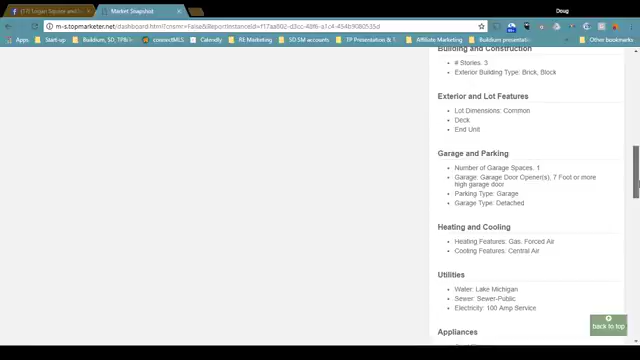 Doug
Market Snapshot
m-s.topmarketer.net/dashboard.html?cnsmr=False&ReportInstanceId=f17aa602-d3cc-48f6-a1c4-454b9080535d
Apps Start-up Buildium, SD, TPB/ connectMLS Calendly RE Marketing SO SM accounts TP Planning & T Affiliate Marketing Buildium presentation Other bookmarks
Building and Construction
# Stories. 3
Exterior Building Type: Brick, Block
Exterior and Lot Features
Lot Dimensions: Common
Deck
End Unit
Garage and Parking
Number of Garage Spaces. 1
Garage: Garage Door Opener(s), 7 Foot or more
high garage door
Parking Type: Garage
Garage Type: Detached
Heating and Cooling
Heating Features: Gas. Forced Air
Cooling Features: Central Air
Utilities
Water: Lake Michigan
Sewer: Sewer-Public
Electricity: 100 Amp Service
back to top
Appliances